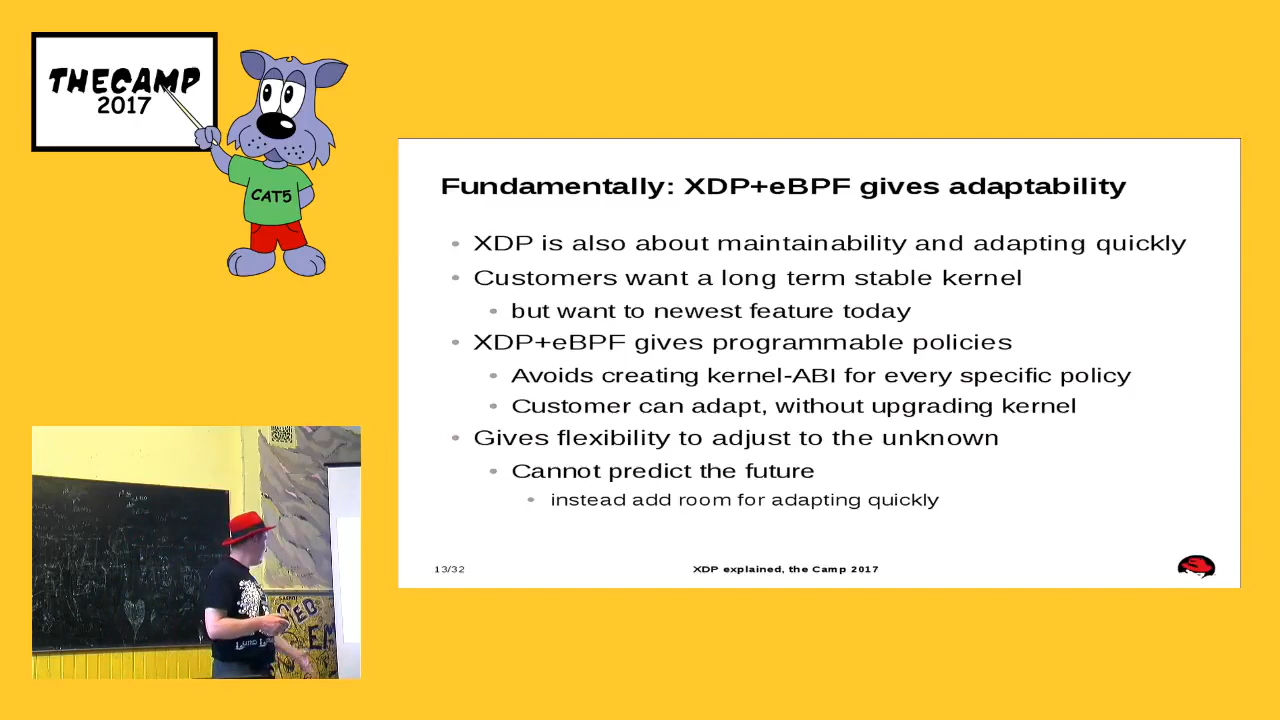 THECAMP
2017
CAT5
Fundamentally: XDP+eBPF gives adaptability
XDP is also about maintainability and adapting quickly
Customers want a long term stable kernel
but want to newest feature today
XDP+eBPF gives programmable policies
Avoids creating kernel-ABI for every specific policy
Customer can adapt, without upgrading kernel
Gives flexibility to adjust to the unknown
Cannot predict the future
instead add room for adapting quickly
13/32
XDP explained, the Camp 2017